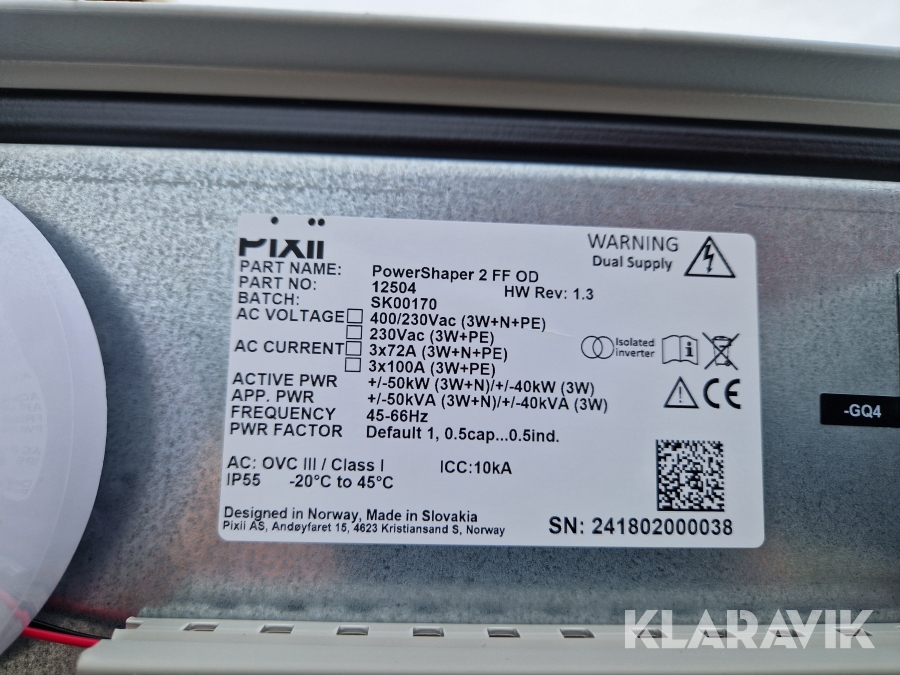 Pixii
WARNING
Dual Supply
PART NAME: PowerShaper 2 FF OD
PART NO: 12504 HW Rev: 1.3
BATCH: SK00170
AC VOLTAGE 400/230Vac (3W+N+PE)
230Vac (3W+PE)
AC CURRENT 3x72A (3W+N+PE)
3x100A (3W+PE)
Isolated
inverter
ACTIVE PWR +/-50kW (3W+N)/+/-40kW (3W)
APP. PWR +/-50kVA (3W+N)/+/-40kVA (3W)
FREQUENCY 45-66Hz
PWR FACTOR Default 1, 0.5cap...0.5ind.
CE
-GQ4
AC: OVC III / Class I ICC:10kA
IP55 -20°C to 45°C
Designed in Norway, Made in Slovakia
Pixii AS, Andøyfaret 15, 4623 Kristiansand S, Norway
SN: 241802000038
KLARAVIK